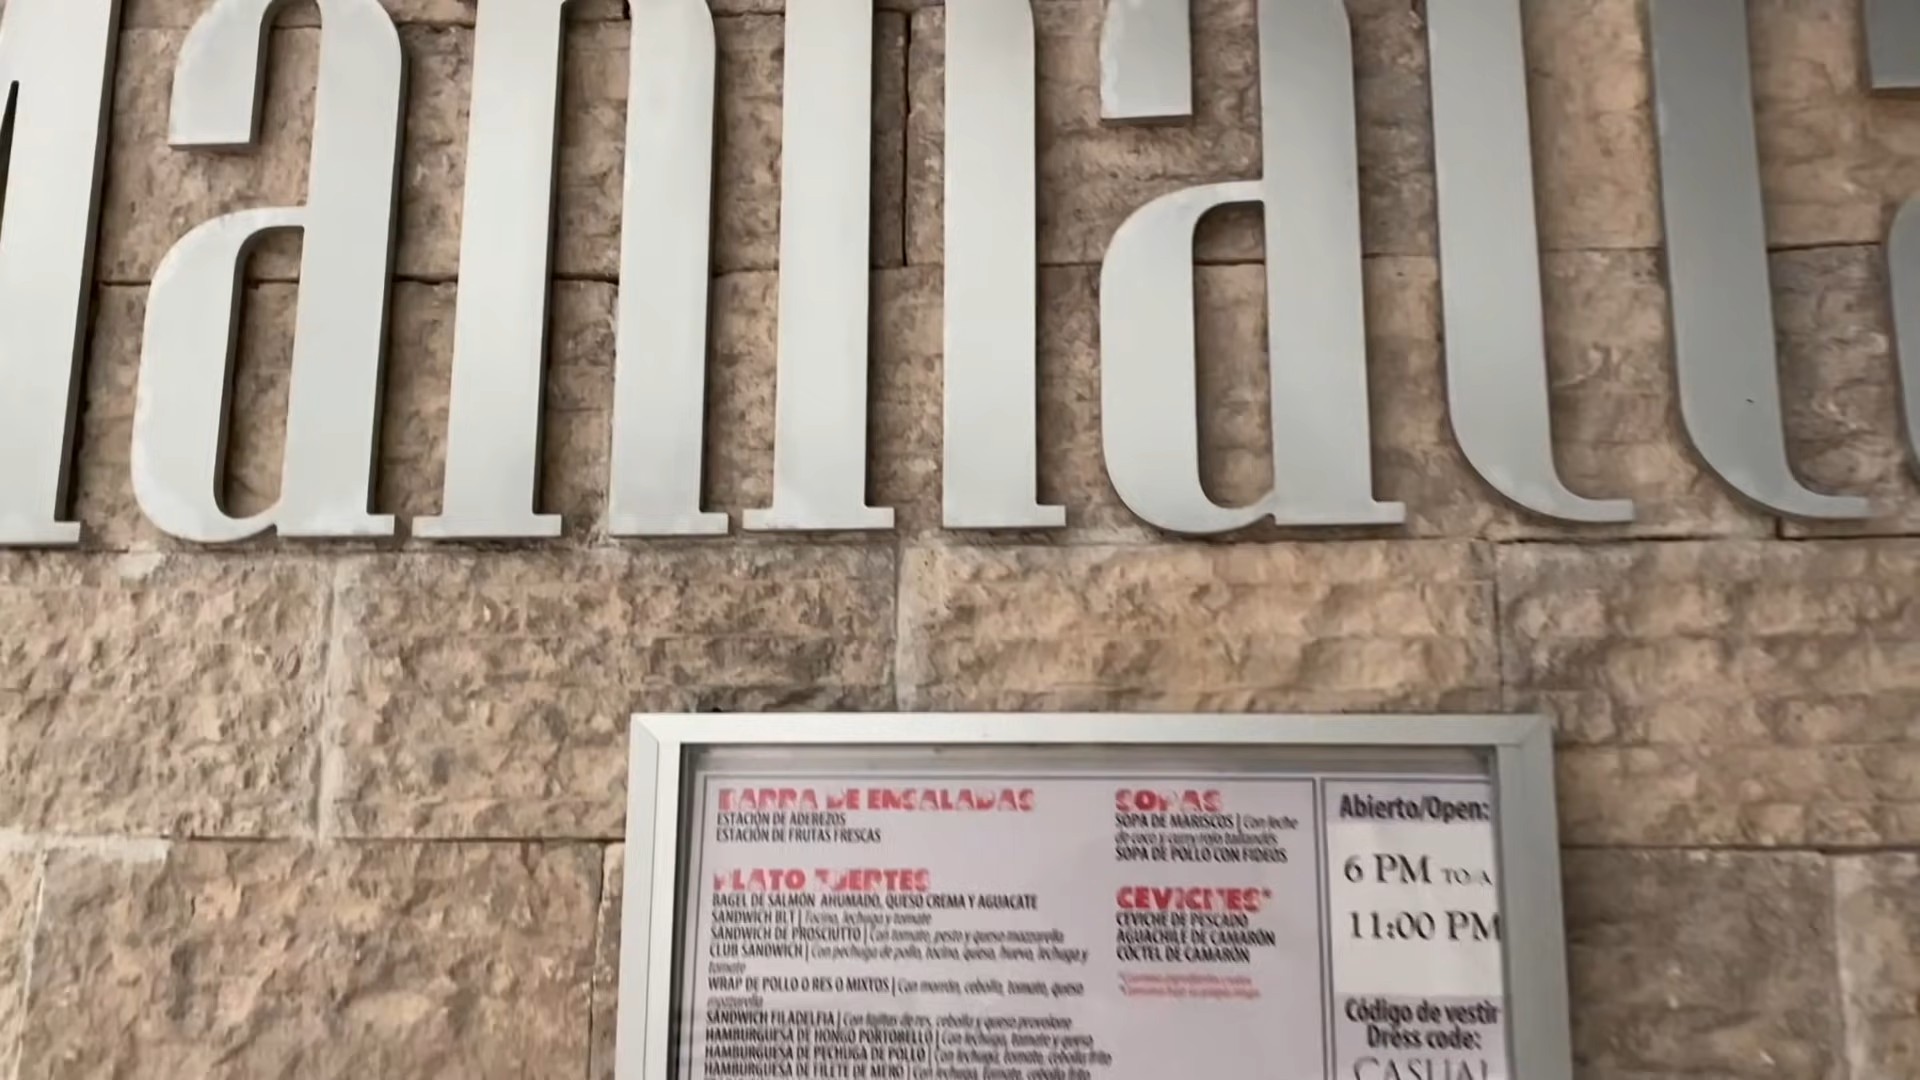 BARRA DE ENSALADAS
ESTACIÓN DE ADEREZOS
ESTACIÓN DE FRUTAS FRESCAS
PLATO FUERTES
BAGEL DE SALMÓN AHUMADO, QUESO CREMA Y AGUACATE
SANDWICH BLT | Tocino, lechuga y tomate
SANDWICH DE PROSCIUTTO | Con tomate, pesto y queso mozzarella
CLUB SANDWICH | Con pechuga de pollo, tocino, queso, huevo, lechuga y
tomate
WRAP DE POLLO O RES O MIXTOS | Con morrón, cebolla, tomate, queso
mozzarella
SANDWICH FILADELFIA | Con fajitas de res, cebolla y queso provolone
HAMBURGUESA DE HONGO PORTOBELLO | Con lechuga, tomate y queso
HAMBURGUESA DE PECHUGA DE POLLO | Con lechuga, tomate, cebolla frito
HAMBURGUESA DE FILETE DE MERO | Con lechuga, tomate, cebolla frito
SOPAS
SOPA DE MARISCOS | Con leche
de coco y curry rojo tailandés
SOPA DE POLLO CON FIDEOS
CEVICHES*
CEVICHE DE PESCADO
AGUACHILE DE CAMARÓN
CÓCTEL DE CAMARÓN
Abierto/Open:
6 PM TO
11:00 PM
Código de vestir
Dress code:
CASUAL